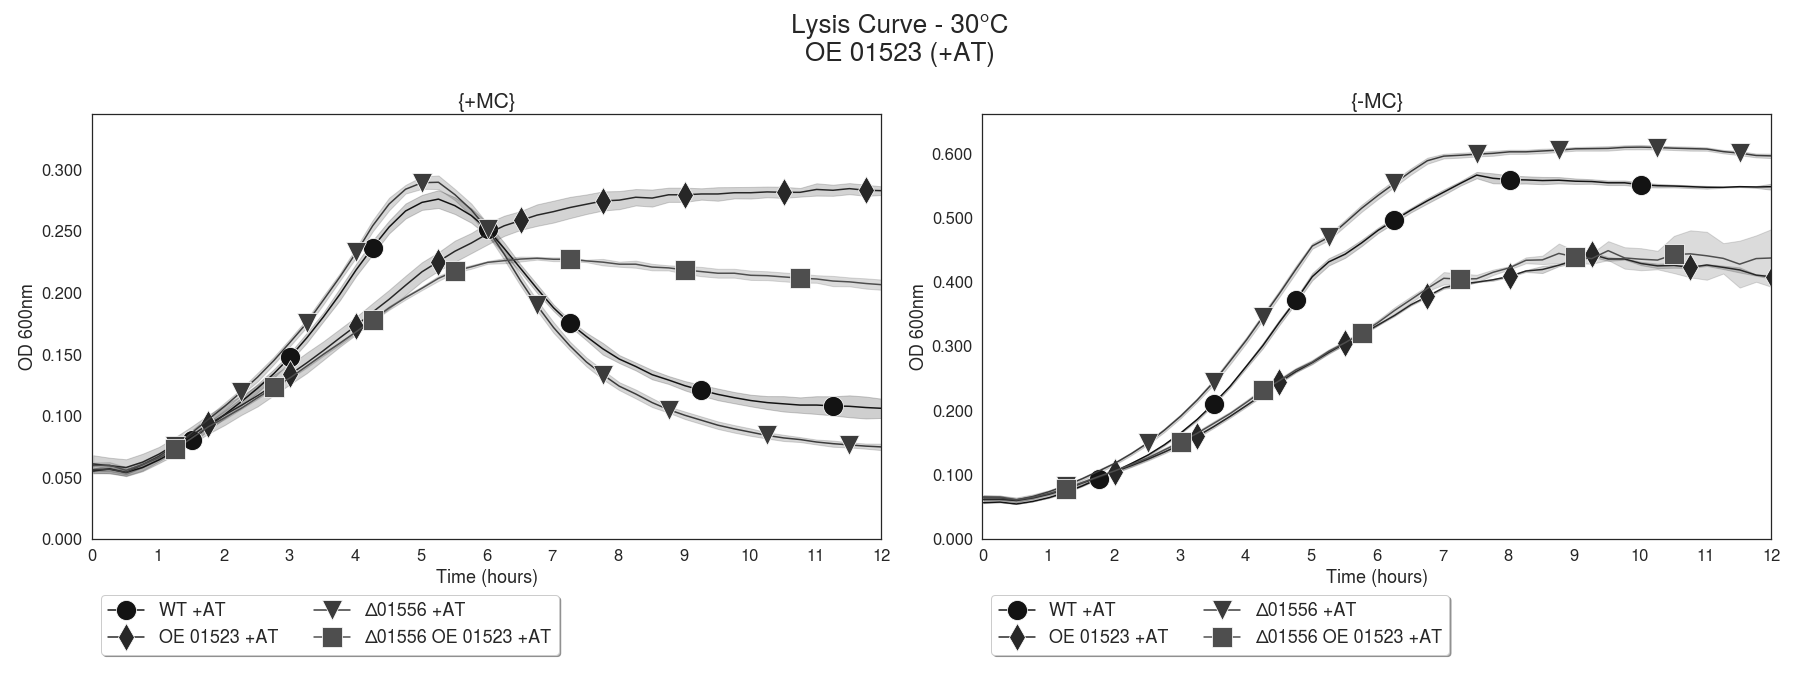 Lysis Curve - 30°C
OE 01523 (+AT)
{+MC}
0.300
0.250
0.200
0.150
0.100
0.050
0.000
OD 600nm
0 1 2 3 4 5 6 7 8 9 10 11 12
Time (hours)
WT +AT
OE 01523 +AT
Δ01556 +AT
Δ01556 OE 01523 +AT
{-MC}
0.600
0.500
0.400
0.300
0.200
0.100
0.000
OD 600nm
0 1 2 3 4 5 6 7 8 9 10 11 12
Time (hours)
WT +AT
OE 01523 +AT
Δ01556 +AT
Δ01556 OE 01523 +AT